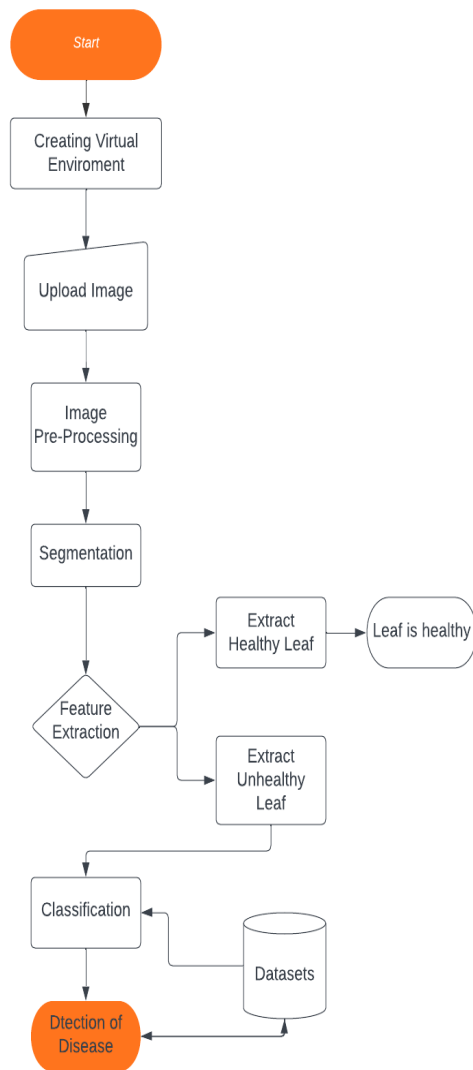 Start
Creating Virtual
Enviroment
Upload Image
Image
Pre-Processing
Segmentation
Extract
Healthy Leaf
Leaf is healthy
Feature
Extraction
Extract
Unhealthy
Leaf
Classification
Datasets
Dtection of
Disease